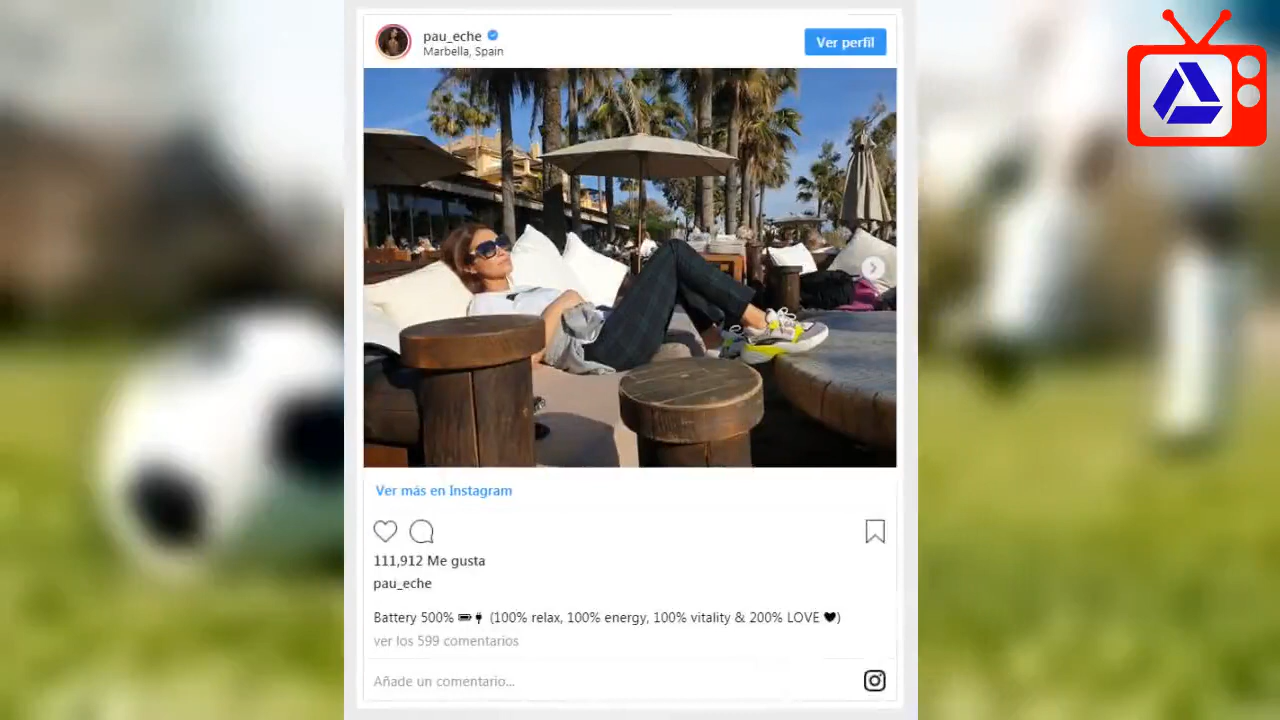 pau_eche
Marbella, Spain
Ver perfil
Ver más en Instagram
111,912 Me gusta
pau_eche
Battery 500% (100% relax, 100% energy, 100% vitality & 200% LOVE 🖤)
ver los 599 comentarios
Añade un comentario...